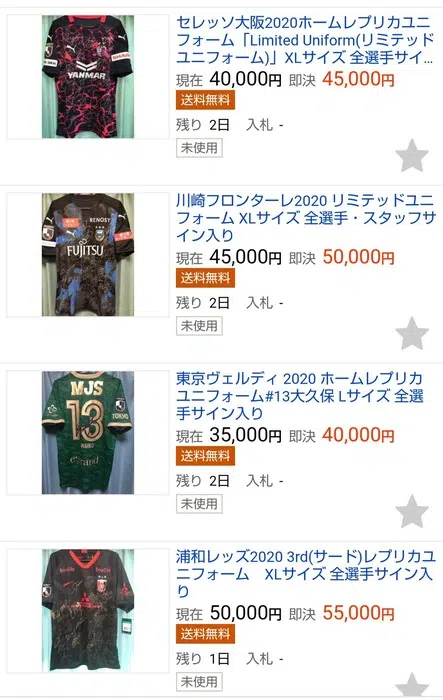 セレッソ大阪2020ホームレプリカユニ
フォーム「Limited Uniform(リミテッド
ユニフォーム)」XLサイズ 全選手サイ...
現在 40,000円 即決 45,000円
送料無料
残り 2日 入札 -
未使用
YANMAR
川崎フロンターレ2020 リミテッドユニ
フォーム XLサイズ 全選手・スタッフサ
イン入り
現在 45,000円 即決 50,000円
送料無料
残り 2日 入札 -
未使用
RENOSY
FUJITSU
東京ヴェルディ 2020 ホームレプリカ
ユニフォーム#13大久保 Lサイズ 全選
手サイン入り
現在 35,000円 即決 40,000円
送料無料
残り 2日 入札 -
未使用
MJS
13
TOKYO
浦和レッズ2020 3rd(サード)レプリカユ
ニフォーム XLサイズ 全選手サイン入
り
現在 50,000円 即決 55,000円
送料無料
残り 1日 入札 -
未使用